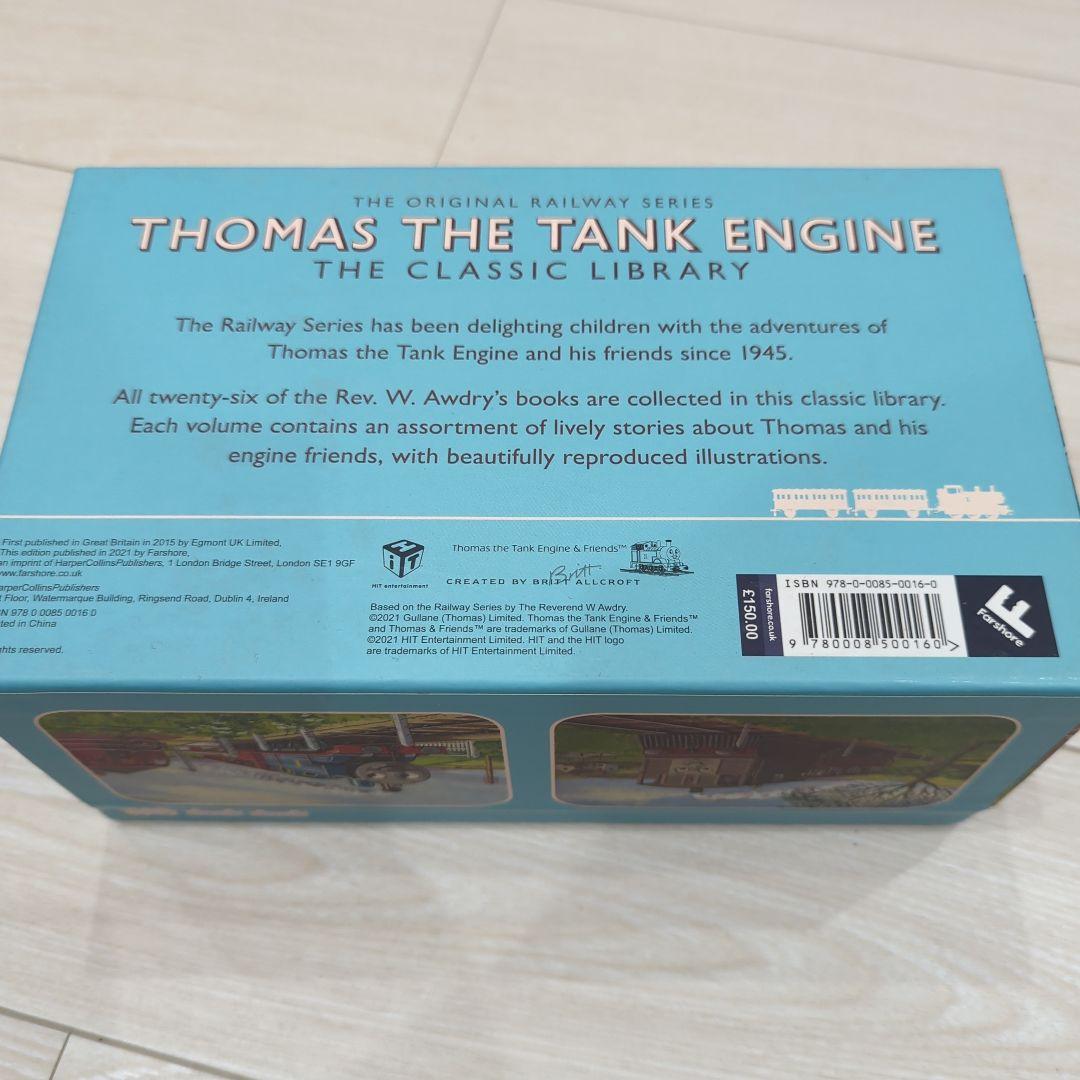 THE ORIGINAL RAILWAY SERIES
THOMAS THE TANK ENGINE
THE CLASSIC LIBRARY
The Railway Series has been delighting children with the adventures of
Thomas the Tank Engine and his friends since 1945.
All twenty-six of the Rev. W. Awdry's books are collected in this classic library.
Each volume contains an assortment of lively stories about Thomas and his
engine friends, with beautifully reproduced illustrations.
First published in Great Britain in 2015 by Egmont UK Limited.
This edition published in 2021 by Farshore,
an imprint of HarperCollinsPublishers, 1 London Bridge Street, London SE1 9GF
www.farshore.co.uk
HarperCollinsPublishers
Floor, Watermarque Building, Ringsend Road, Dublin 4, Ireland
978 0 0085 0016 0
in China
reserved.
HiT
HIT entertainment
Thomas the Tank Engine & Friends™
CREATED BY BRITT ALLCROFT
Britt
Based on the Railway Series by The Reverend W Awdry.
©2021 Gullane (Thomas) Limited. Thomas the Tank Engine & Friends™
and Thomas & Friends™ are trademarks of Gullane (Thomas) Limited.
©2021 HIT Entertainment Limited. HIT and the HIT logo
are trademarks of HIT Entertainment Limited.
farshore.co.uk
£150.00
ISBN 978-0-0085-0016-0
9 780008 500160 >
F
Farshore